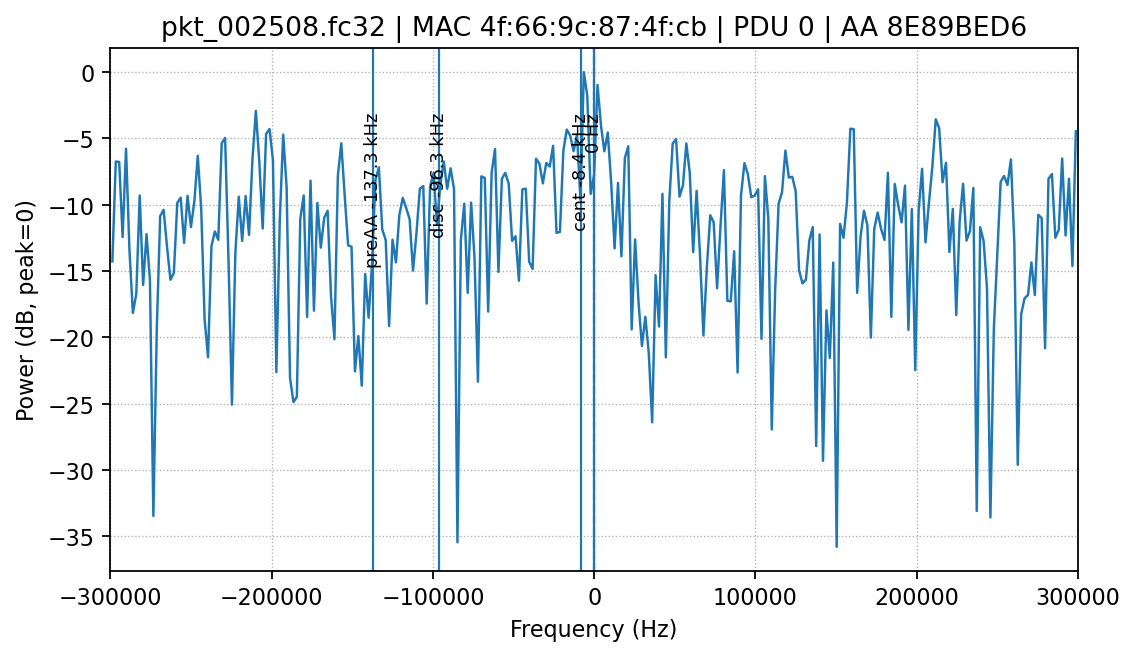 pkt_002508.fc32 | MAC 4f:66:9c:87:4f:cb | PDU 0 | AA 8E89BED6
Power (dB, peak=0)
0
−5
−10
−15
−20
−25
−30
−35
preAA -137.3 kHz
disc -96.3 kHz
cent -8.4 kHz
0 Hz
−300000
−200000
−100000
0
100000
200000
300000
Frequency (Hz)